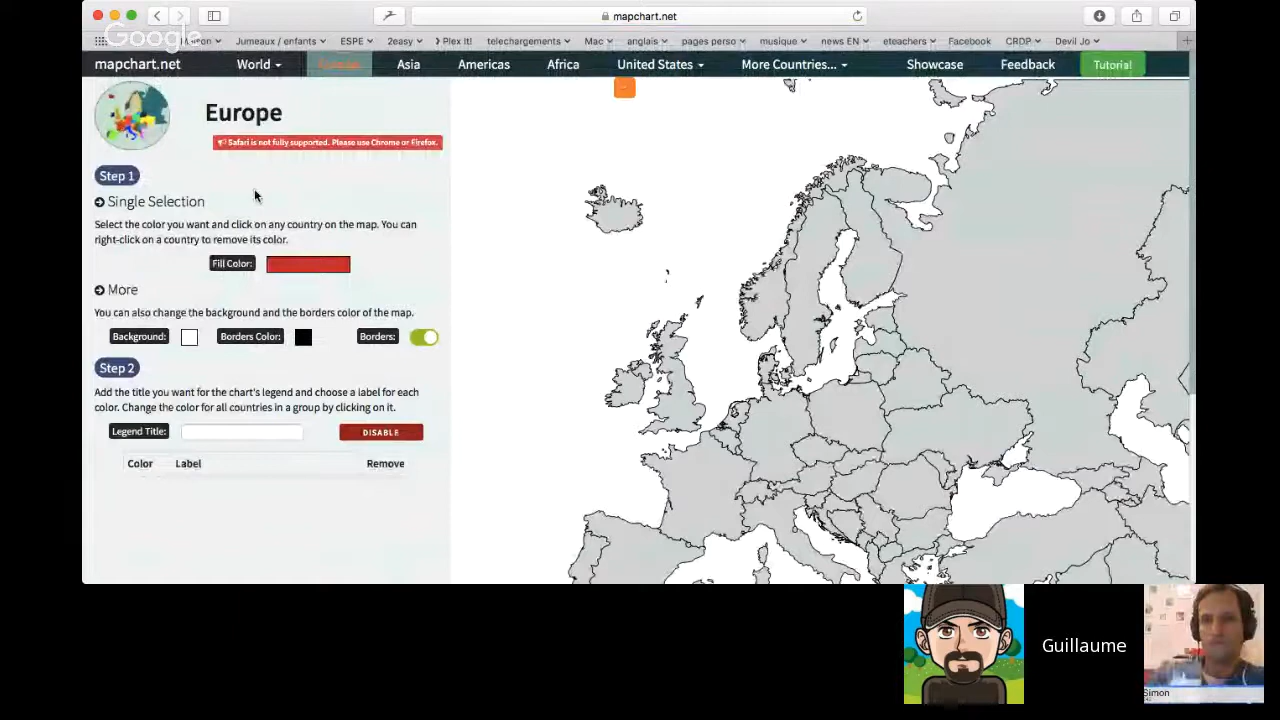 Google
mapchart.net
Jumeaux / enfants ESPE 2easy Plex It! telechargements Mac anglais pages perso musique news EN eteachers Facebook CRDP Devil Jo
mapchart.net World Europe Asia Americas Africa United States More Countries... Showcase Feedback Tutorial
Europe
Safari is not fully supported. Please use Chrome or Firefox.
Step 1
Single Selection
Select the color you want and click on any country on the map. You can
right-click on a country to remove its color.
Fill Color:
More
You can also change the background and the borders color of the map.
Background: Borders Color: Borders:
Step 2
Add the title you want for the chart's legend and choose a label for each
color. Change the color for all countries in a group by clicking on it.
Legend Title: DISABLE
Color Label Remove
Guillaume
Simon